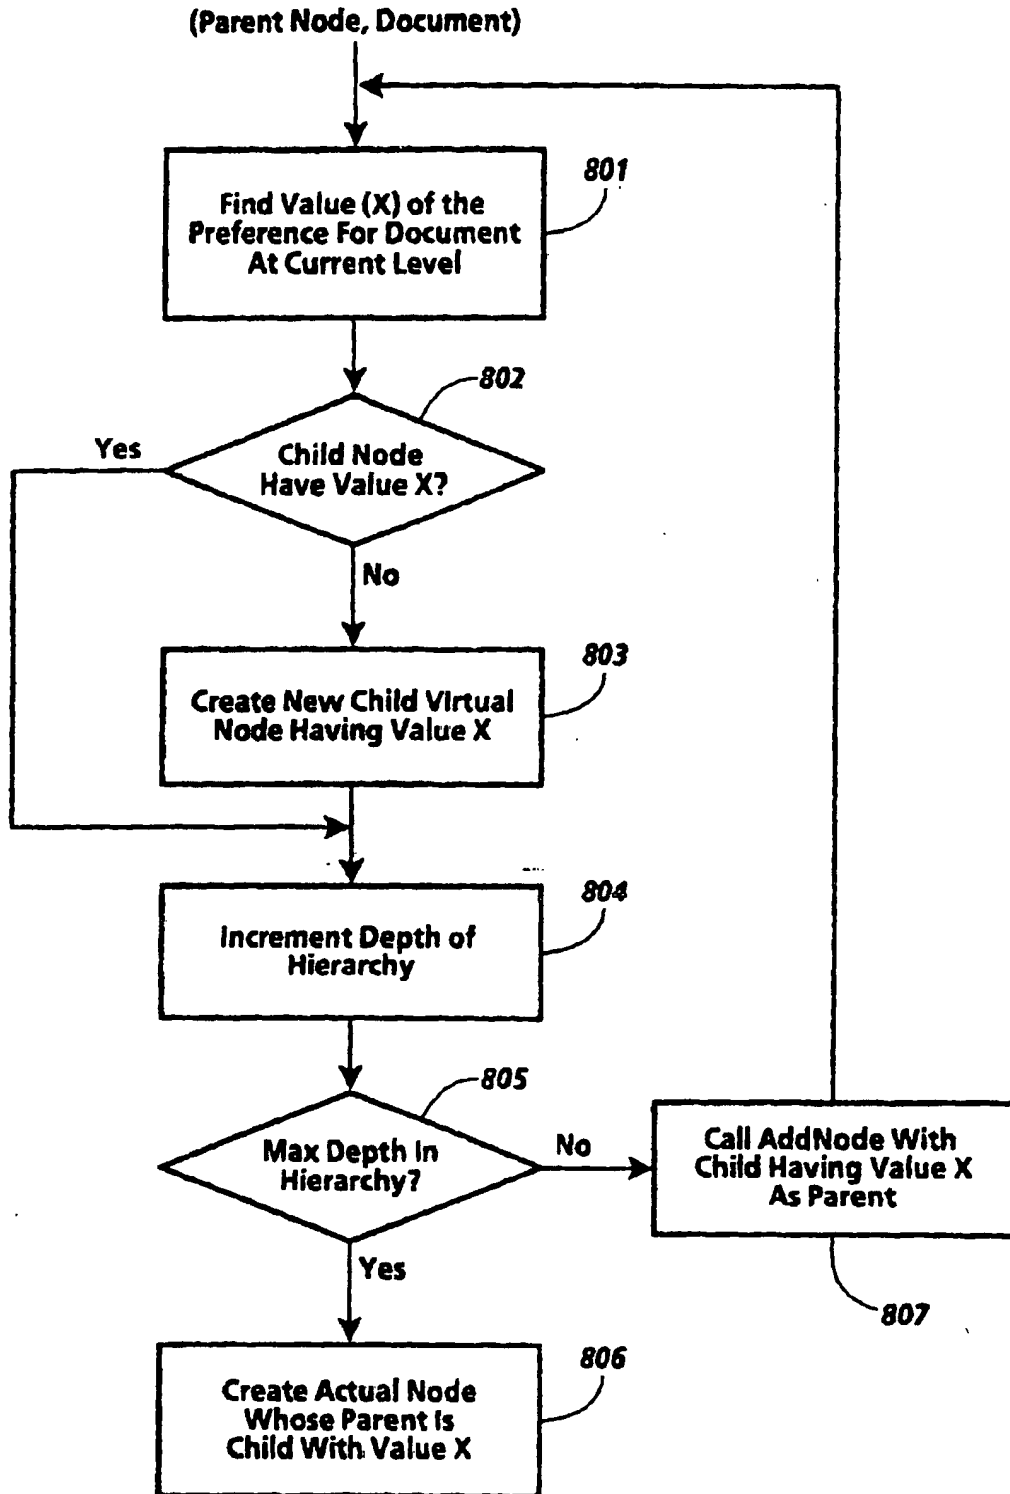 (Parent Node, Document)
801
Find Value (X) of the
Preference For Document
At Current Level
802
Yes
Child Node
Have Value X?
No
803
Create New Child Virtual
Node Having Value X
804
Increment Depth of
Hierarchy
805
Max Depth In
Hierarchy?
No
Call AddNode With
Child Having Value X
As Parent
Yes
807
806
Create Actual Node
Whose Parent Is
Child With Value X